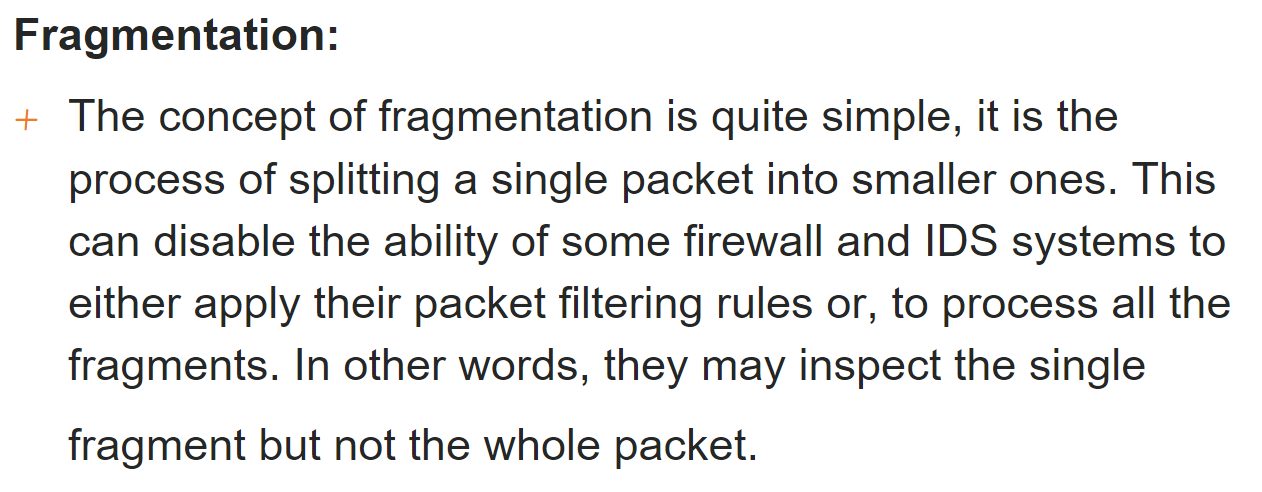 Fragmentation:
+ The concept of fragmentation is quite simple, it is the
process of splitting a single packet into smaller ones. This
can disable the ability of some firewall and IDS systems to
either apply their packet filtering rules or, to process all the
fragments. In other words, they may inspect the single
fragment but not the whole packet.